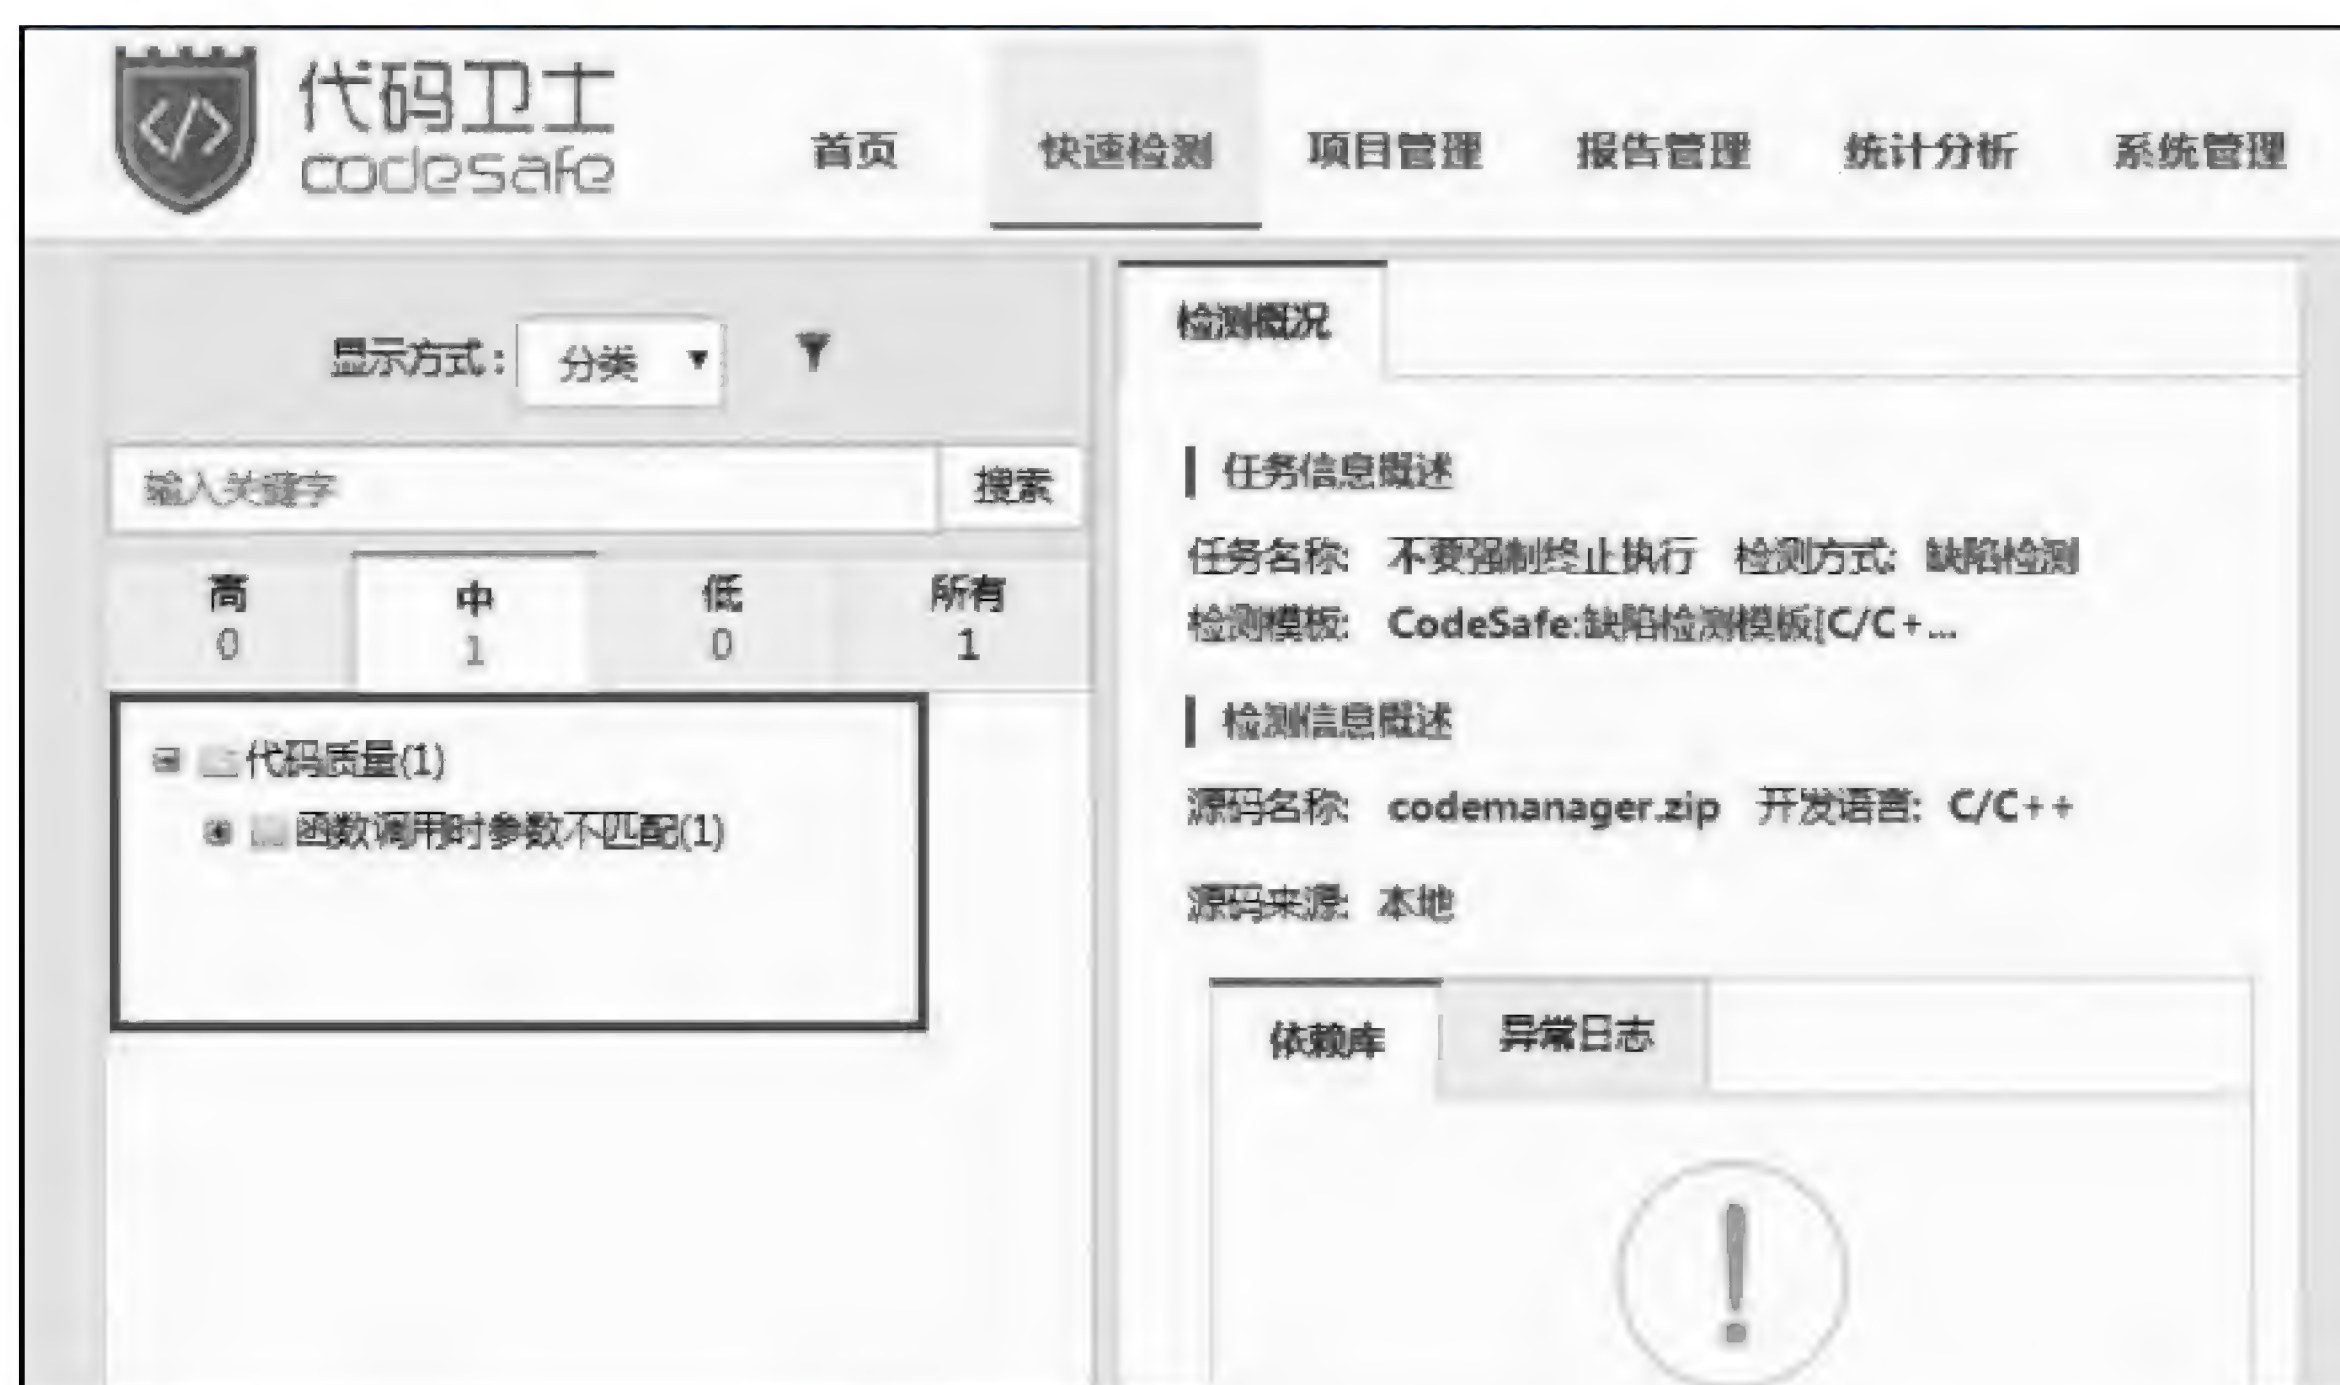 代码卫士
codesafe
首页 快速检测 项目管理 报告管理 统计分析 系统管理
显示方式： 分类
输入关键字 搜索
高 中 低 所有
0 1 0 1
代码质量(1)
函数调用时参数不匹配(1)
检测概况
任务信息概述
任务名称: 不要强制终止执行 检测方式: 缺陷检测
检测模板: CodeSafe:缺陷检测模板[C/C+...
检测信息概述
源码名称: codemanager.zip 开发语言: C/C++
源码来源: 本地
依赖库 异常日志